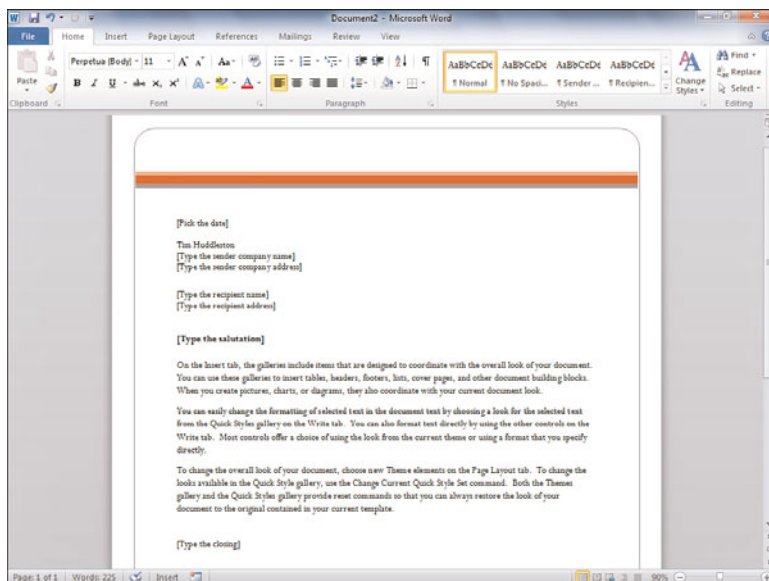 Document2 - Microsoft Word
File Home Insert Page Layout References Mailings Review View
Perpetua (Body) 11
Find
Replace
Select
Paste
Change Styles
AaBbCcDc AaBbCcDc AaBbCcDc AaBbCcDc
¶ Normal ¶ No Spaci... ¶ Sender ... ¶ Recipien...
Clipboard Font Paragraph Styles Editing
[Pick the date]
Tim Huddleston
[Type the sender company name]
[Type the sender company address]
[Type the recipient name]
[Type the recipient address]
[Type the salutation]
On the Insert tab, the galleries include items that are designed to coordinate with the overall look of your document.
You can use these galleries to insert tables, headers, footers, lists, cover pages, and other document building blocks.
When you create pictures, charts, or diagrams, they also coordinate with your current document look.
You can easily change the formatting of selected text in the document text by choosing a look for the selected text
from the Quick Styles gallery on the Write tab. You can also format text directly by using the other controls on the
Write tab. Most controls offer a choice of using the look from the current theme or using a format that you specify
directly.
To change the overall look of your document, choose new Theme elements on the Page Layout tab. To change the
looks available in the Quick Style gallery, use the Change Current Quick Style Set command. Both the Themes
gallery and the Quick Styles gallery provide reset commands so that you can always restore the look of your
document to the original contained in your current template.
[Type the closing]
Page: 1 of 1 Words: 225 Insert 90%